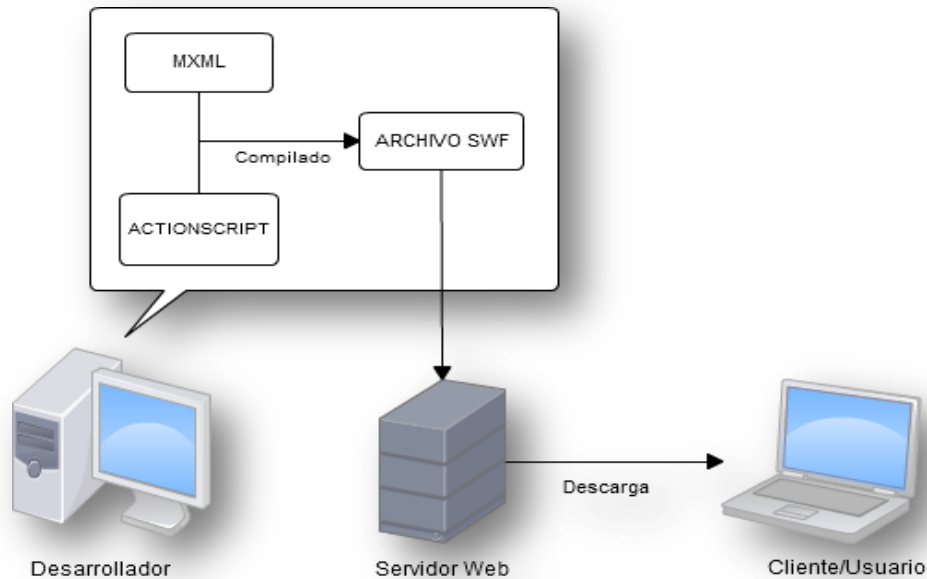 MXML
Compilado
ARCHIVO SWF
ACTIONSCRIPT
Descarga
Desarrollador
Servidor Web
Cliente/Usuario